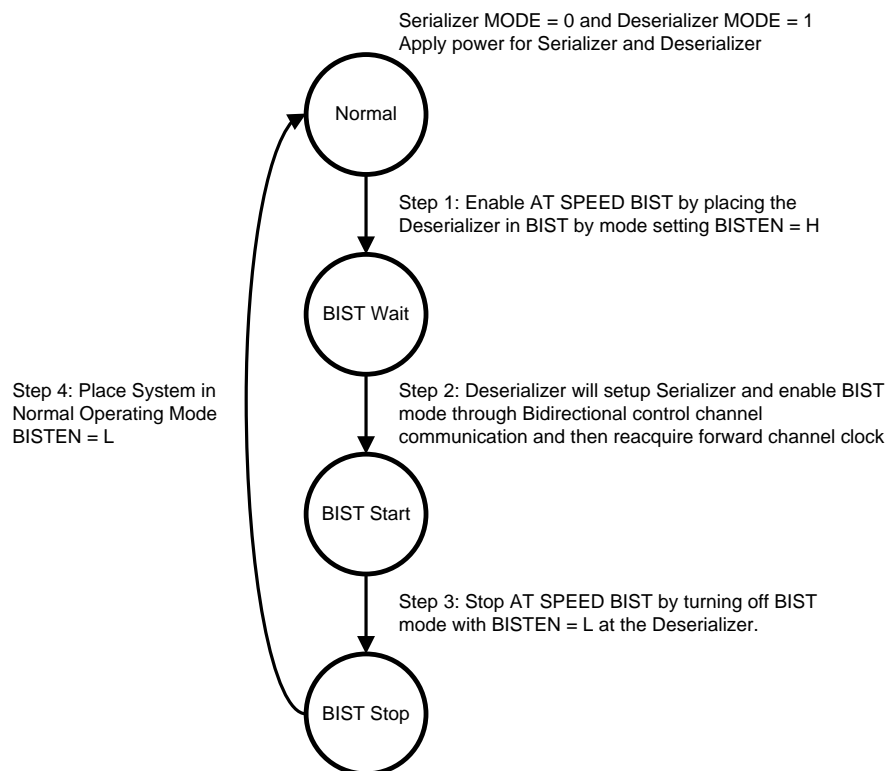 Serializer MODE = 0 and Deserializer MODE = 1
Apply power for Serializer and Deserializer
Normal
Step 1: Enable AT SPEED BIST by placing the
Deserializer in BIST by mode setting BISTEN = H
BIST Wait
Step 4: Place System in
Normal Operating Mode
BISTEN = L
Step 2: Deserializer will setup Serializer and enable BIST
mode through Bidirectional control channel
communication and then reacquire forward channel clock
BIST Start
Step 3: Stop AT SPEED BIST by turning off BIST
mode with BISTEN = L at the Deserializer.
BIST Stop